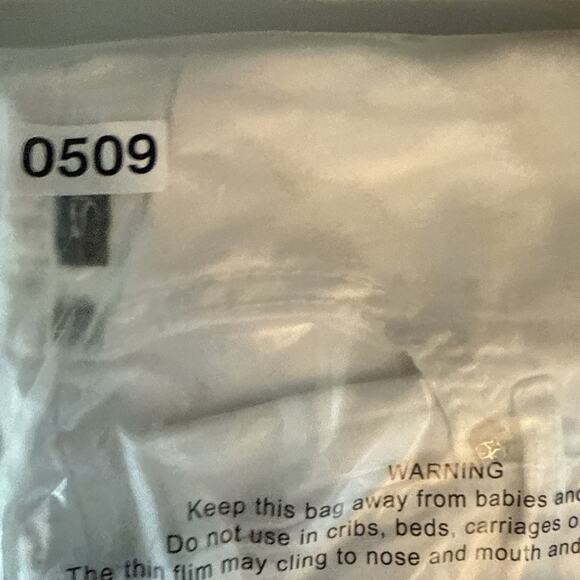 0509
WARNING
Keep this bag away from babies and
Do not use in cribs, beds, carriages o
The thin flim may cling to nose and mouth and